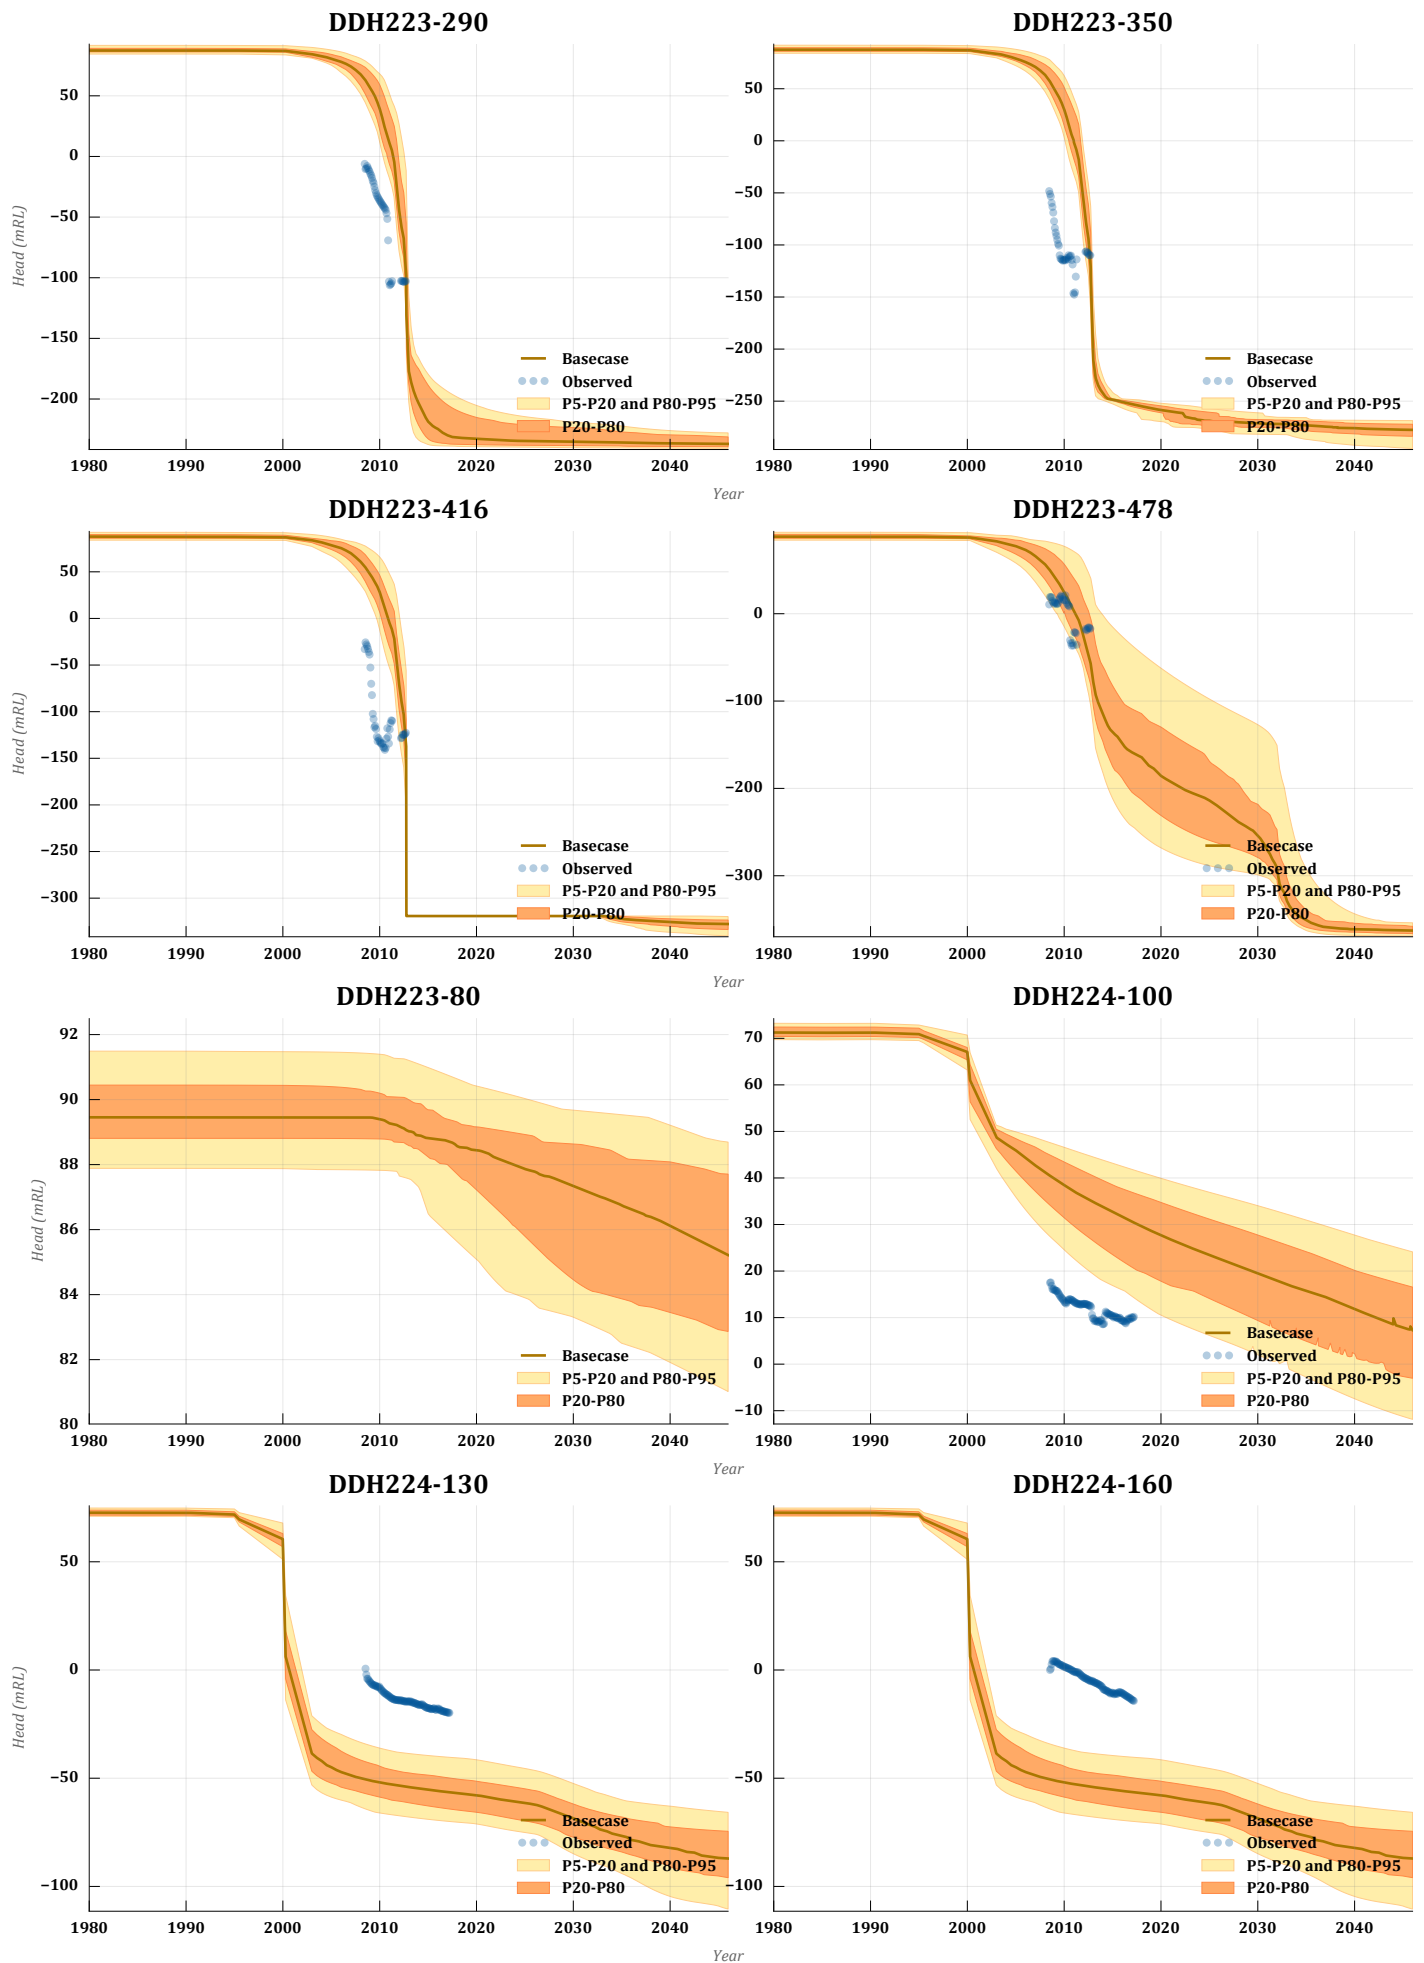 DDH223-290
DDH223-350
50
0
−50
−100
−150
−200
Head (mRL)
Basecase
Observed
P5-P20 and P80-P95
P20-P80
1980 1990 2000 2010 2020 2030 2040
50
0
−50
−100
−150
−200
−250
Basecase
Observed
P5-P20 and P80-P95
P20-P80
1980 1990 2000 2010 2020 2030 2040
Year
DDH223-416
DDH223-478
50
0
−50
−100
−150
−200
−250
−300
Head (mRL)
Basecase
Observed
P5-P20 and P80-P95
P20-P80
1980 1990 2000 2010 2020 2030 2040
0
−100
−200
−300
Basecase
Observed
P5-P20 and P80-P95
P20-P80
1980 1990 2000 2010 2020 2030 2040
Year
DDH223-80
DDH224-100
92
90
88
86
84
82
80
Head (mRL)
Basecase
Observed
P5-P20 and P80-P95
P20-P80
1980 1990 2000 2010 2020 2030 2040
70
60
50
40
30
20
10
0
−10
Basecase
Observed
P5-P20 and P80-P95
P20-P80
1980 1990 2000 2010 2020 2030 2040
Year
DDH224-130
DDH224-160
50
0
−50
−100
Head (mRL)
Basecase
Observed
P5-P20 and P80-P95
P20-P80
1980 1990 2000 2010 2020 2030 2040
50
0
−50
−100
Basecase
Observed
P5-P20 and P80-P95
P20-P80
1980 1990 2000 2010 2020 2030 2040
Year